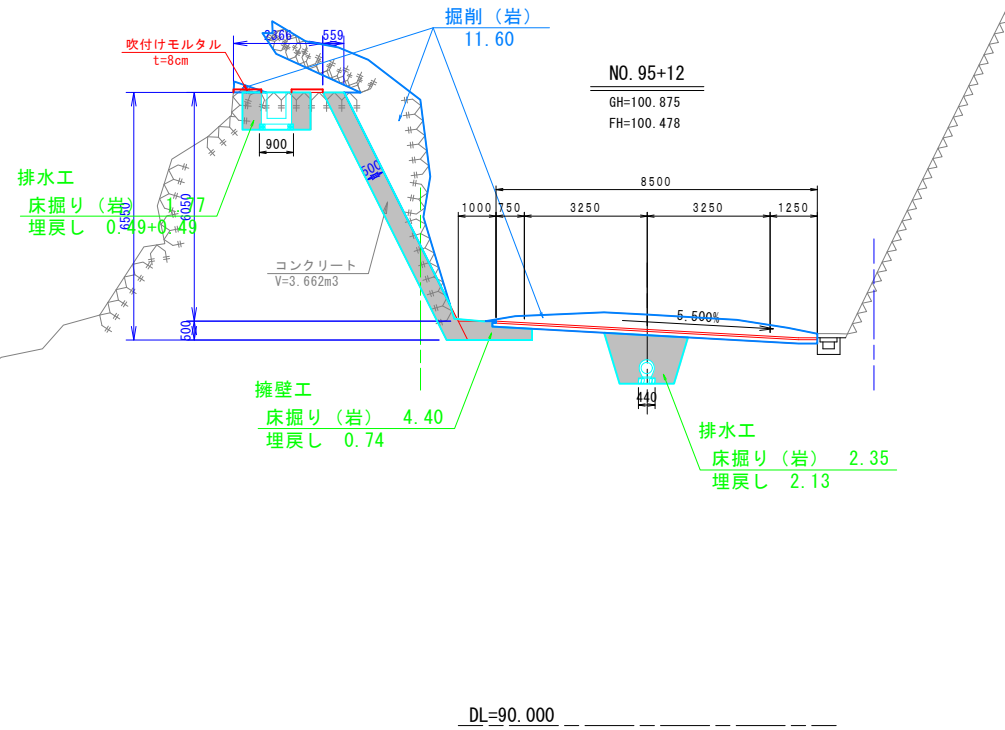 掘削（岩）
11.60
2366
559
吹付けモルタル
t=8cm
NO.95+12
GH=100.875
FH=100.478
900
500
排水工
床掘り（岩）
埋戻し 0.49+0.49
6550
6050
500
8500
1000
750
3250
3250
1250
コンクリート
V=3.662m3
5.500%
擁壁工
床掘り（岩） 4.40
埋戻し 0.74
440
排水工
床掘り（岩） 2.35
埋戻し 2.13
DL=90.000